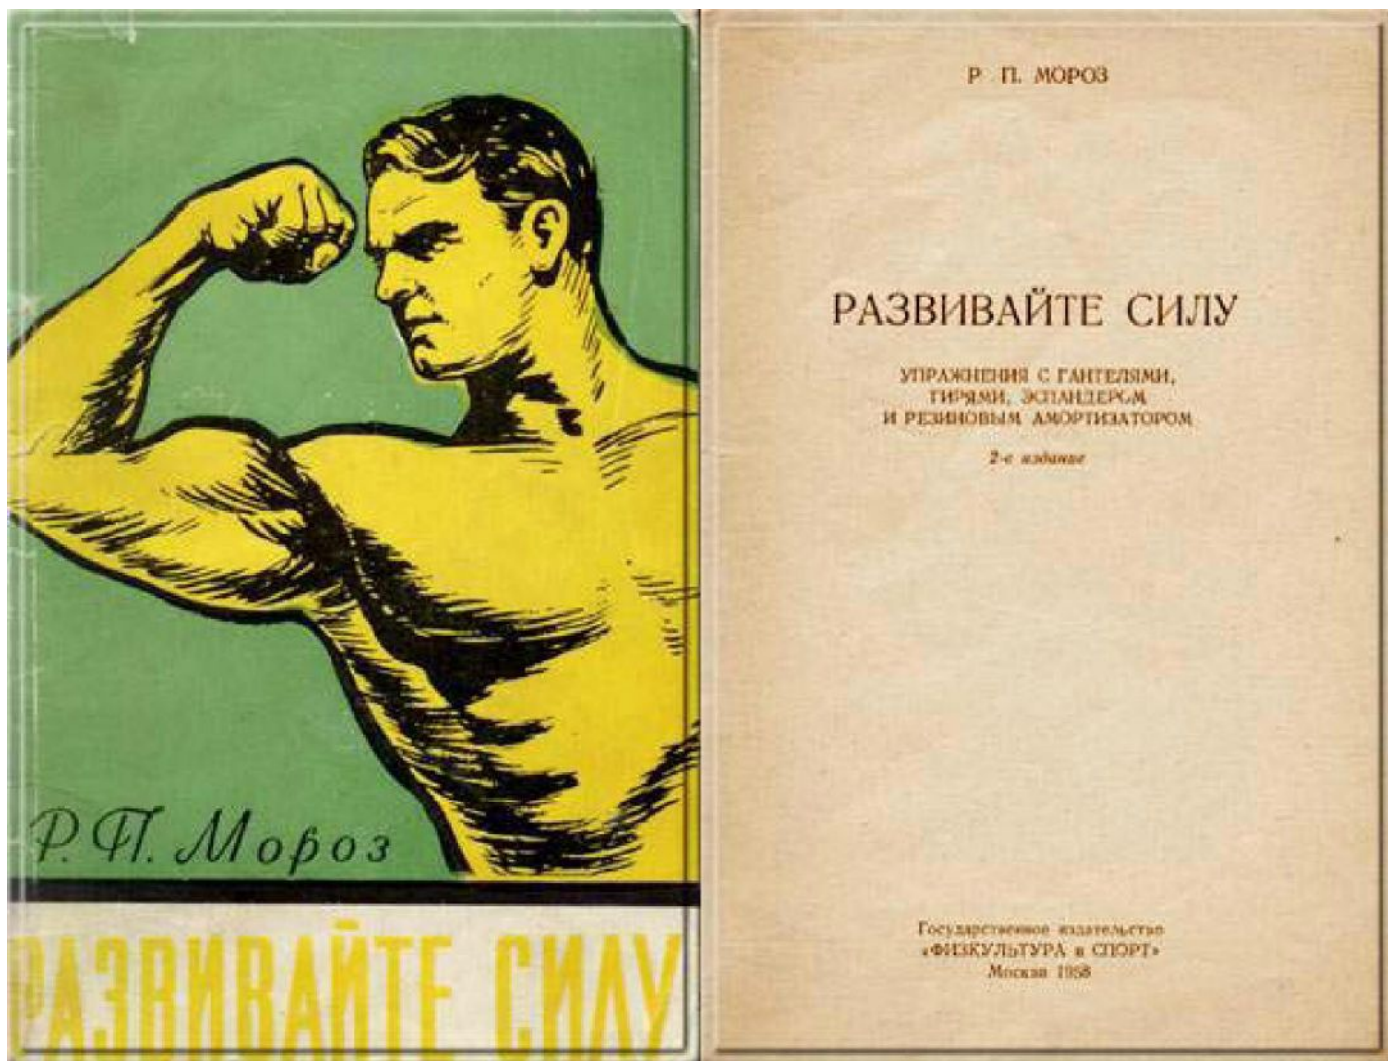 Р. П. Мороз
РАЗВИВАЙТЕ СИЛУ
Р П. МОРОЗ
РАЗВИВАЙТЕ СИЛУ
УПРАЖНЕНИЯ С ГАНТЕЛЯМИ,
ГИРЯМИ, ЭСПАНДЕРОМ
И РЕЗИНОВЫМ АМОРТИЗАТОРОМ
2-е издание
Государственное издательство
«ФИЗКУЛЬТУРА и СПОРТ»
Москва 1958